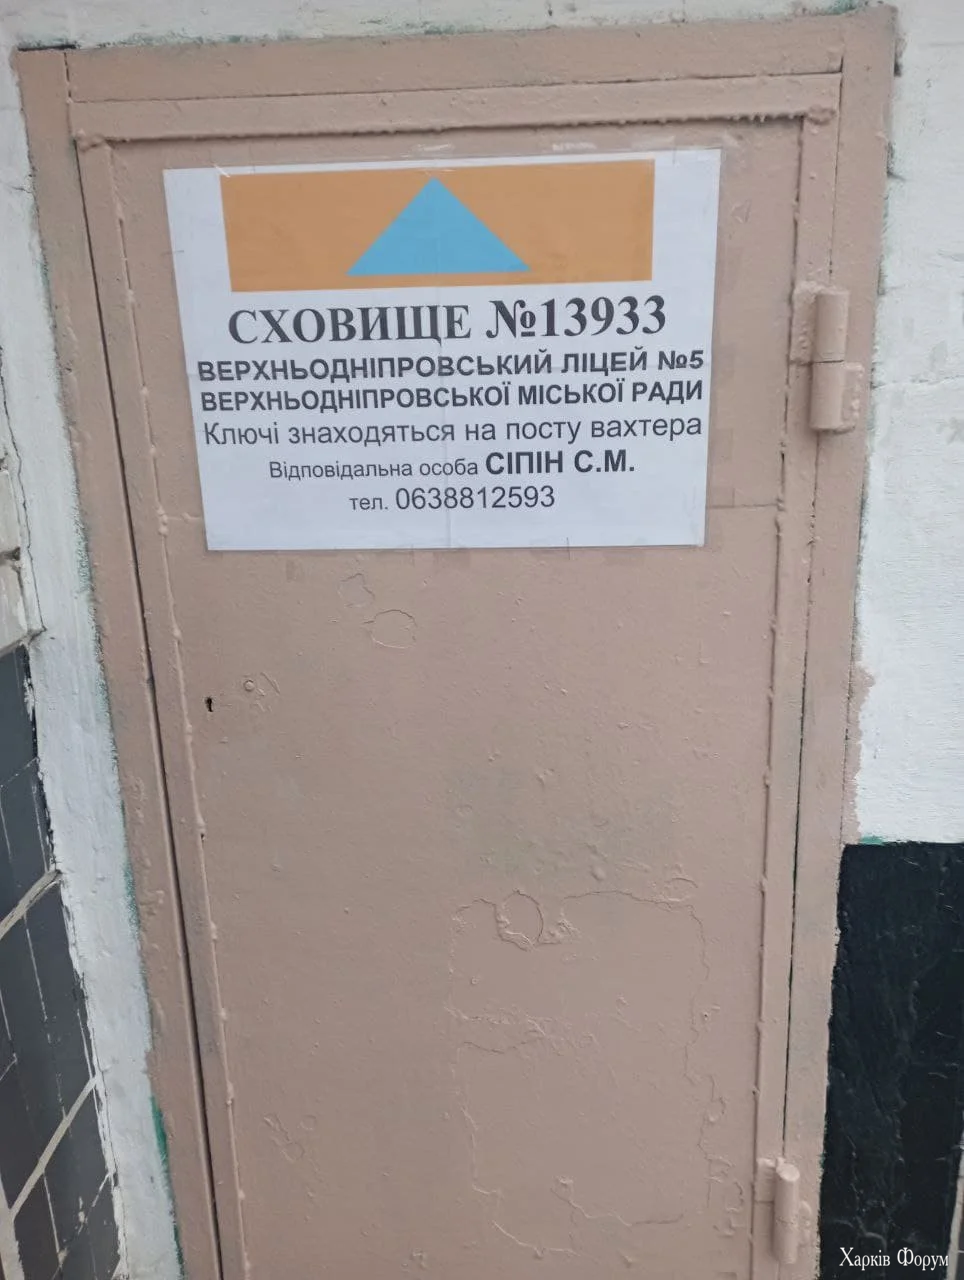 СХОВИЩЕ №13933
ВЕРХНЬОДНІПРОВСЬКИЙ ЛІЦЕЙ №5
ВЕРХНЬОДНІПРОВСЬКОЇ МІСЬКОЇ РАДИ
Ключі знаходяться на посту вахтера
Відповідальна особа СІПІН С.М.
тел. 0638812593
Харків Форум